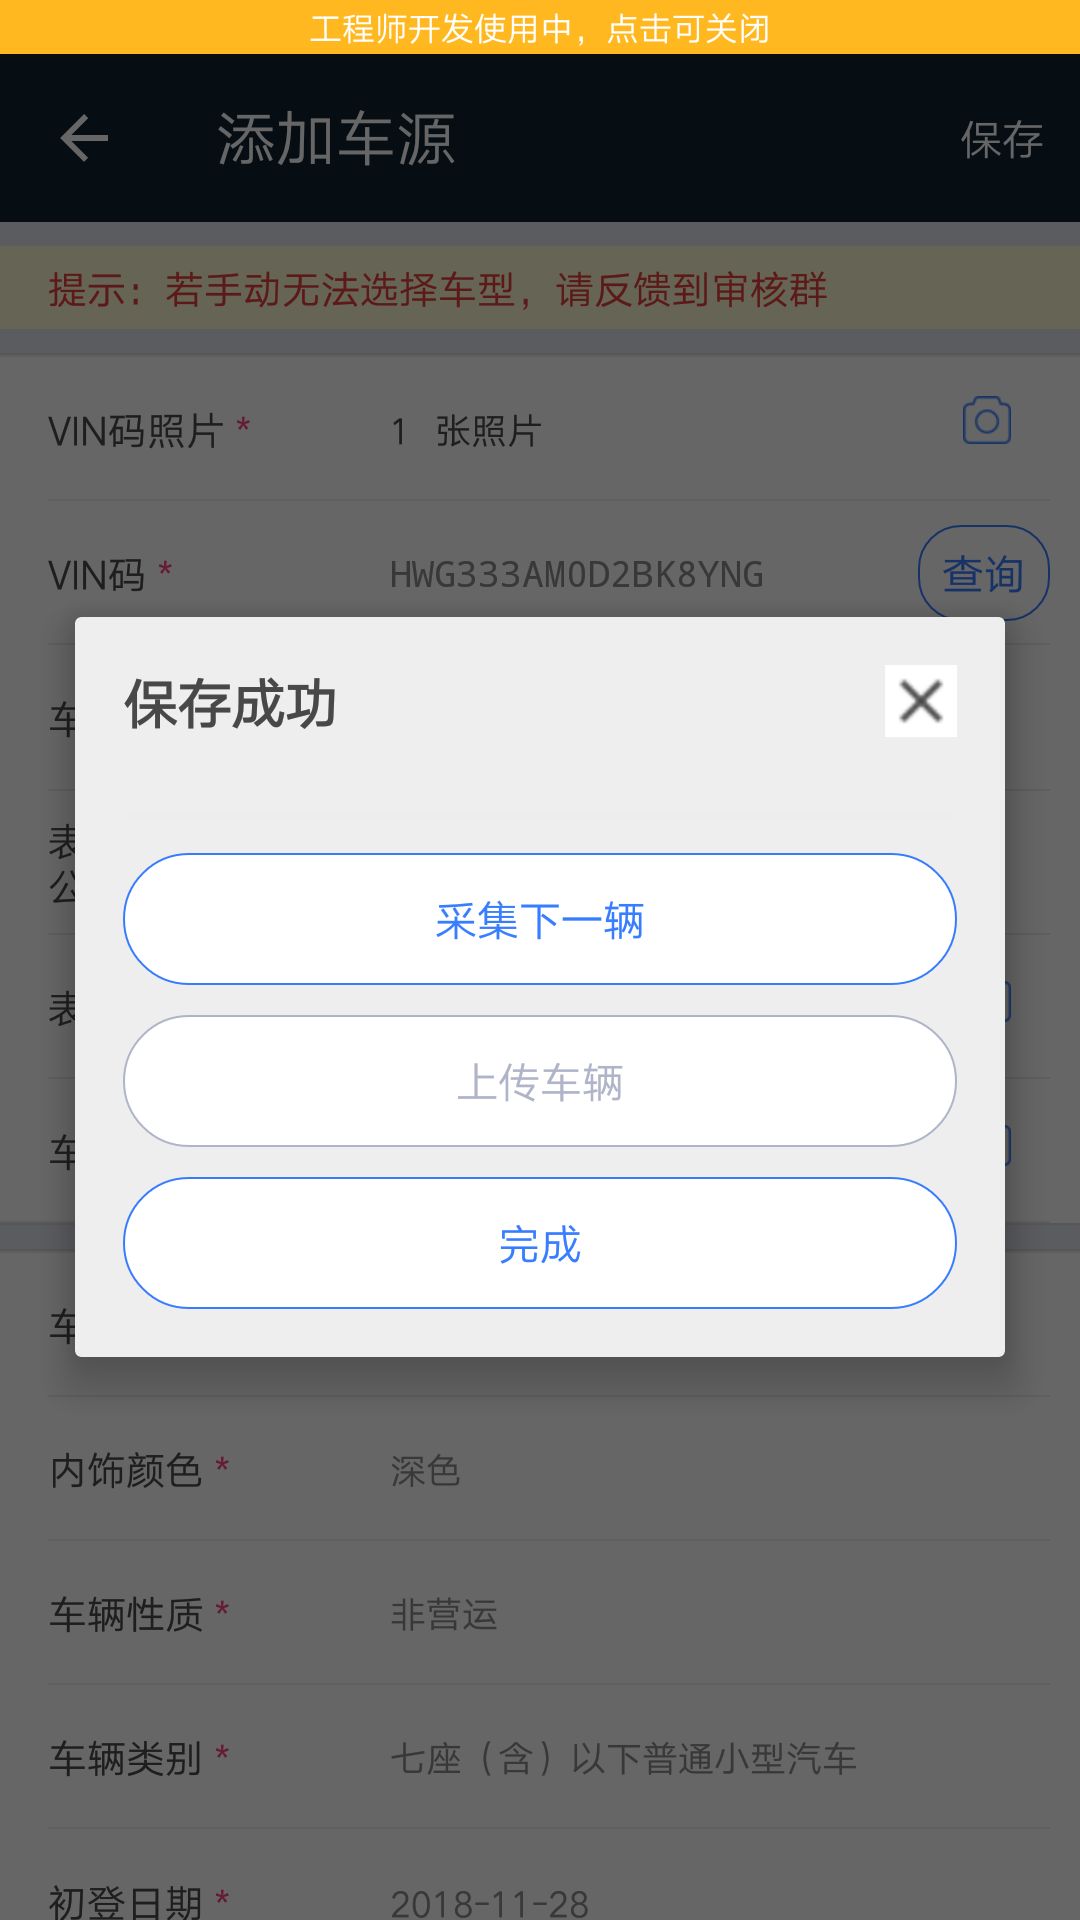 工程师开发使用中，点击可关闭
添加车源
保存
提示：若手动无法选择车型，请反馈到审核群
VIN码照片 *
1 张照片
VIN码 *
HWG333AM0D2BK8YNG
查询
保存成功
车
表
公
采集下一辆
表
上传车辆
车
完成
车
内饰颜色 *
深色
车辆性质 *
非营运
车辆类别 *
七座（含）以下普通小型汽车
初登日期 *
2018-11-28